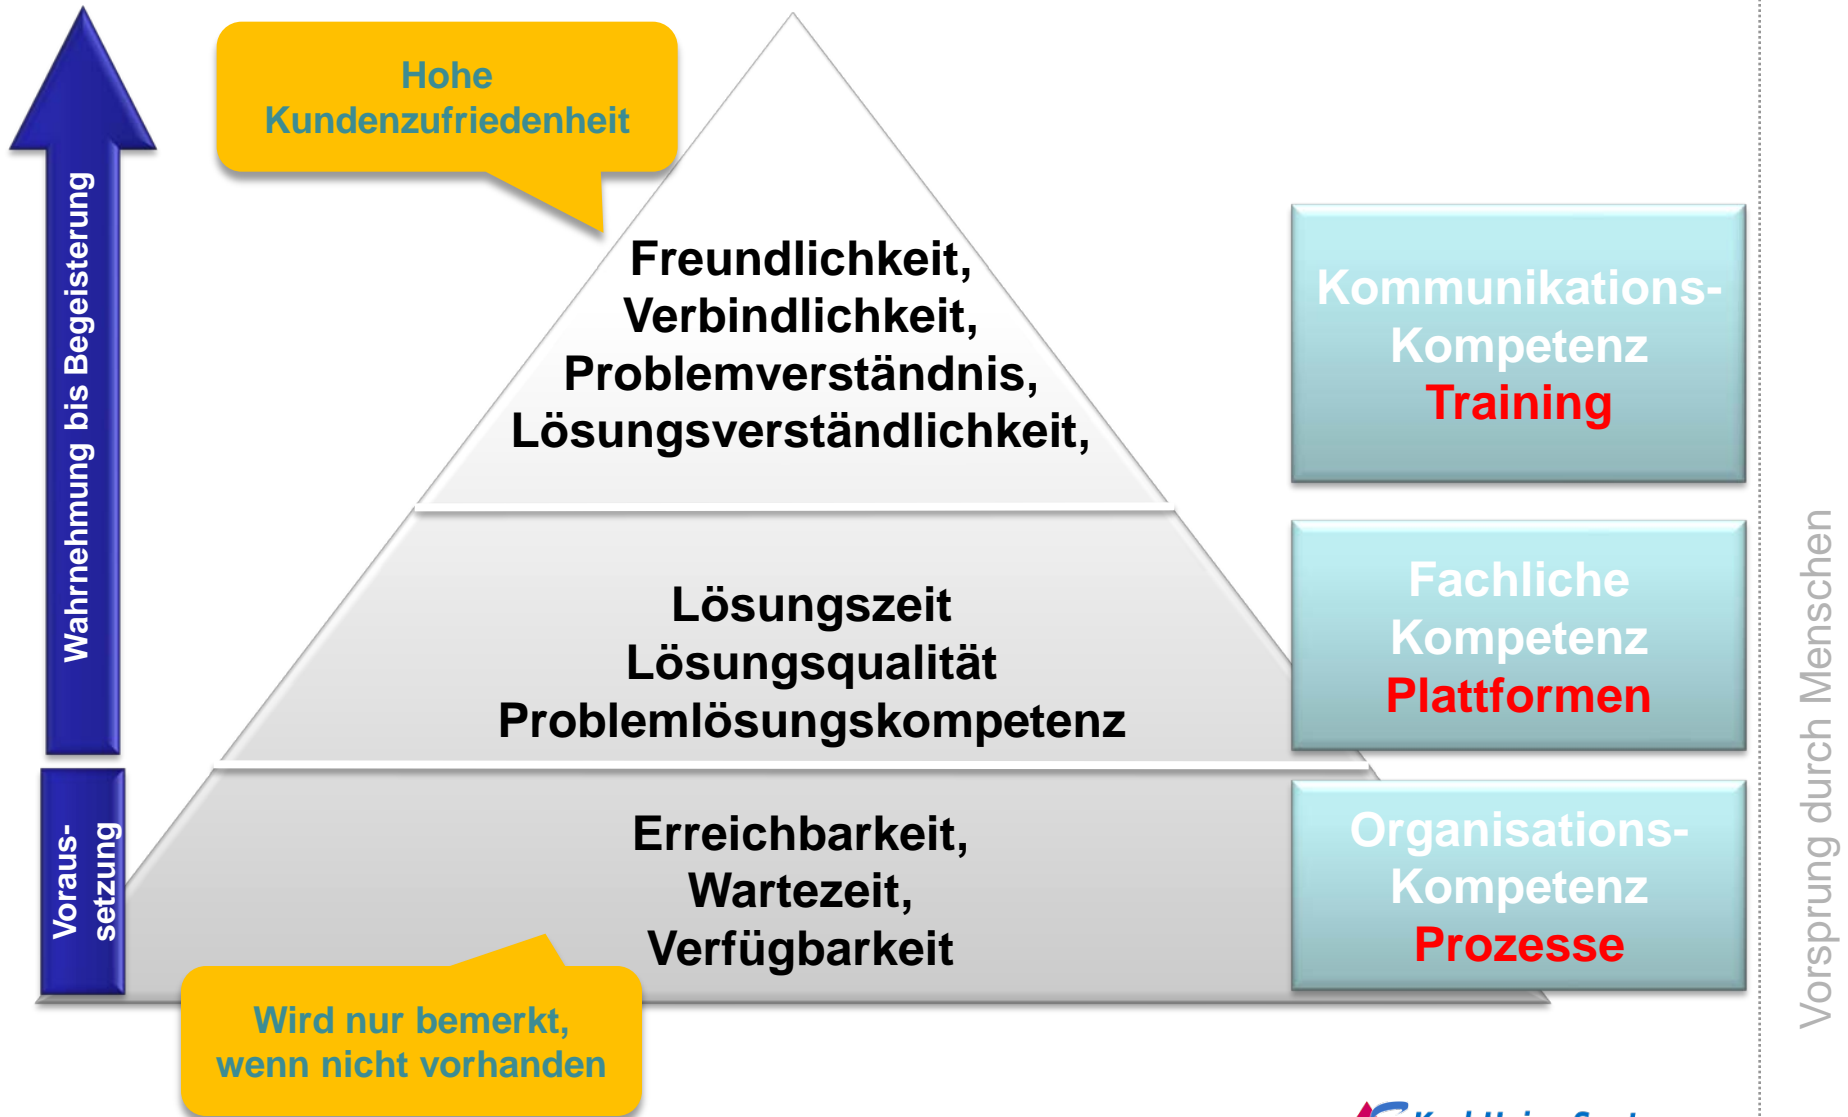 Hohe
Kundenzufriedenheit
Wahrnehmung bis Begeisterung
Freundlichkeit,
Verbindlichkeit,
Problemverständnis,
Lösungsverständlichkeit,
Kommunikations-
Kompetenz
Training
Lösungszeit
Lösungsqualität
Problemlösungskompetenz
Fachliche
Kompetenz
Plattformen
Voraus-
setzung
Erreichbarkeit,
Wartezeit,
Verfügbarkeit
Organisations-
Kompetenz
Prozesse
Wird nur bemerkt,
wenn nicht vorhanden
Vorsprung durch Menschen